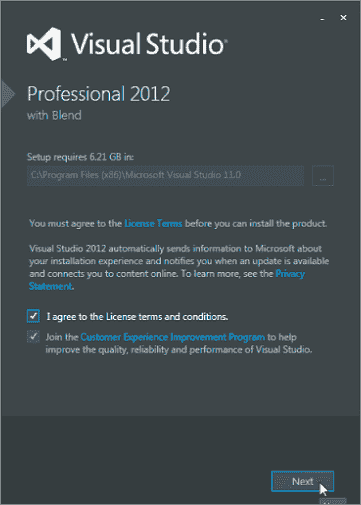 Visual Studio
Professional 2012
with Blend
Setup requires 6.21 GB in:
C:\Program Files (x86)\Microsoft Visual Studio 11.0
...
You must agree to the License Terms before you can install the product.
Visual Studio 2012 automatically sends information to Microsoft about
your installation experience and notifies you when an update is available
and connects you to content online. To learn more, see the Privacy
Statement.
I agree to the License terms and conditions.
Join the Customer Experience Improvement Program to help
improve the quality, reliability and performance of Visual Studio.
Next